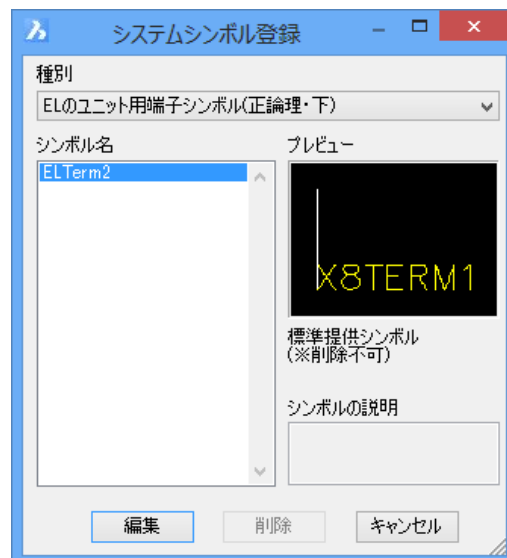 システムシンボル登録
種別
ELのユニット用端子シンボル(正論理・下)
シンボル名
プレビュー
ELTerm2
X8TERM1
標準提供シンボル
(※削除不可)
シンボルの説明
編集
削除
キャンセル